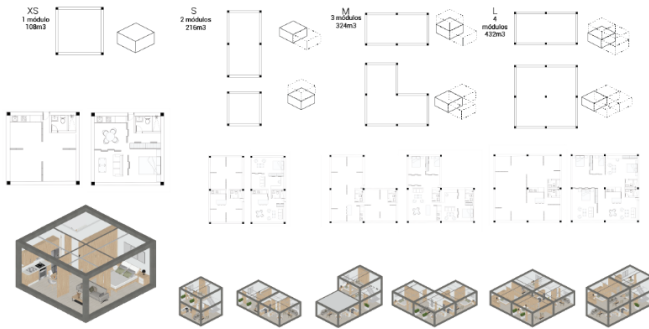 XS
1 módulo
108m3
S
2 módulos
216m3
M
3 módulos
324m3
L
4
módulos
432m3